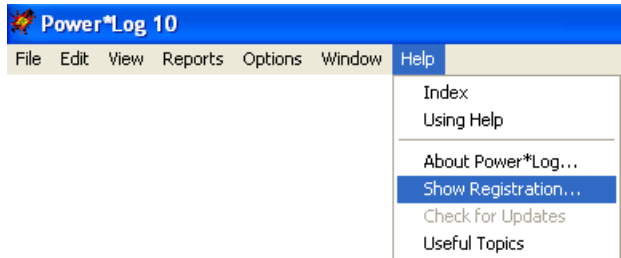 Power*Log 10
File Edit View Reports Options Window Help
Index
Using Help
About Power*Log...
Show Registration...
Check for Updates
Useful Topics